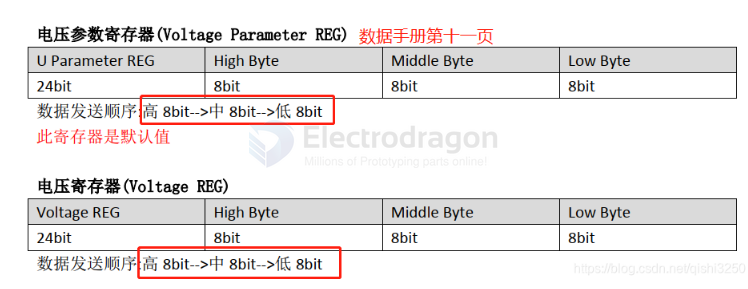 电压参数寄存器(Voltage Parameter REG) 数据手册第十一页
U Parameter REG High Byte Middle Byte Low Byte
24bit 8bit 8bit 8bit
数据发送顺序:高 8bit-->中 8bit-->低 8bit
此寄存器是默认值
Electrodragon
Millions of Prototyping parts online!
电压寄存器(Voltage REG)
Voltage REG High Byte Middle Byte Low Byte
24bit 8bit 8bit 8bit
数据发送顺序:高 8bit-->中 8bit-->低 8bit
https://blog.csdn.net/qishi3250